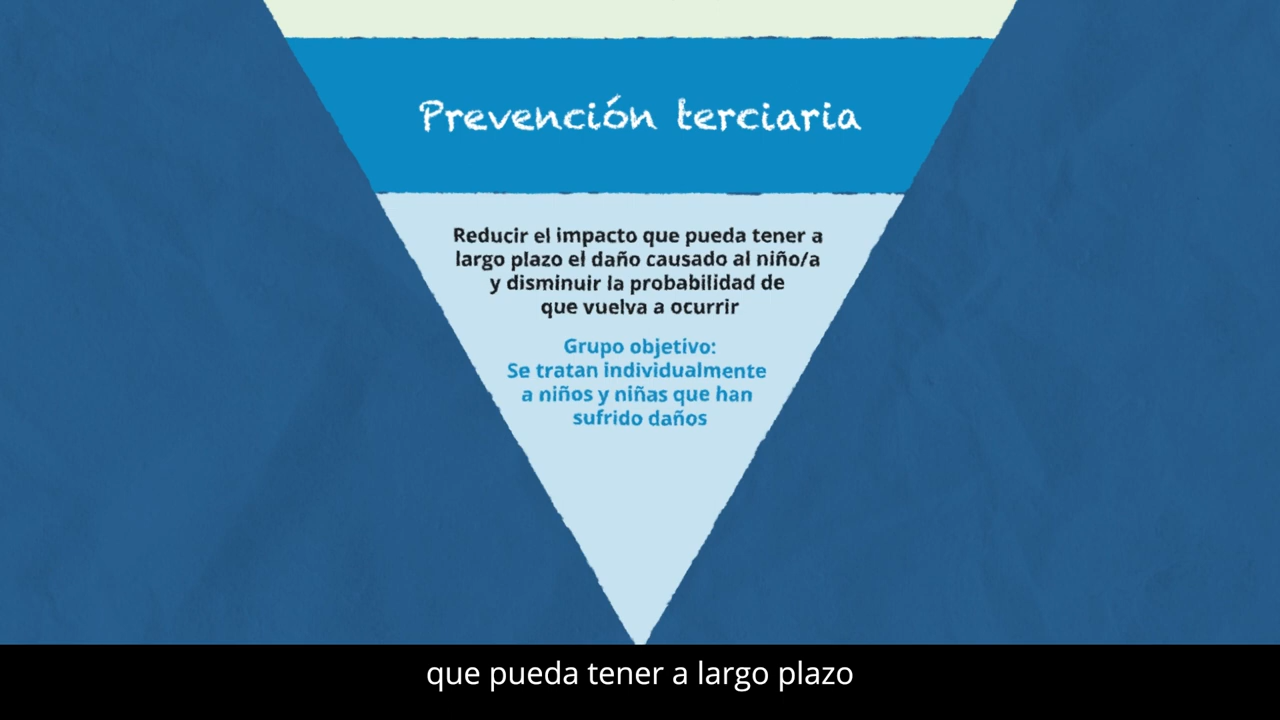 Prevención terciaria
Reducir el impacto que pueda tener a
largo plazo el daño causado al niño/a
y disminuir la probabilidad de
que vuelva a ocurrir
Grupo objetivo:
Se tratan individualmente
a niños y niñas que han
sufrido daños
que pueda tener a largo plazo